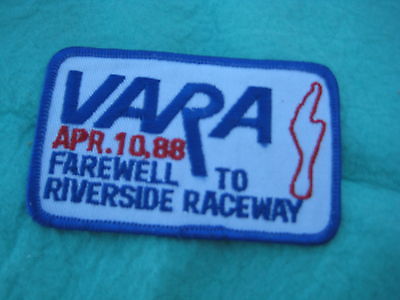 VARA
APR.10,88
FAREWELL TO
RIVERSIDE RACEWAY